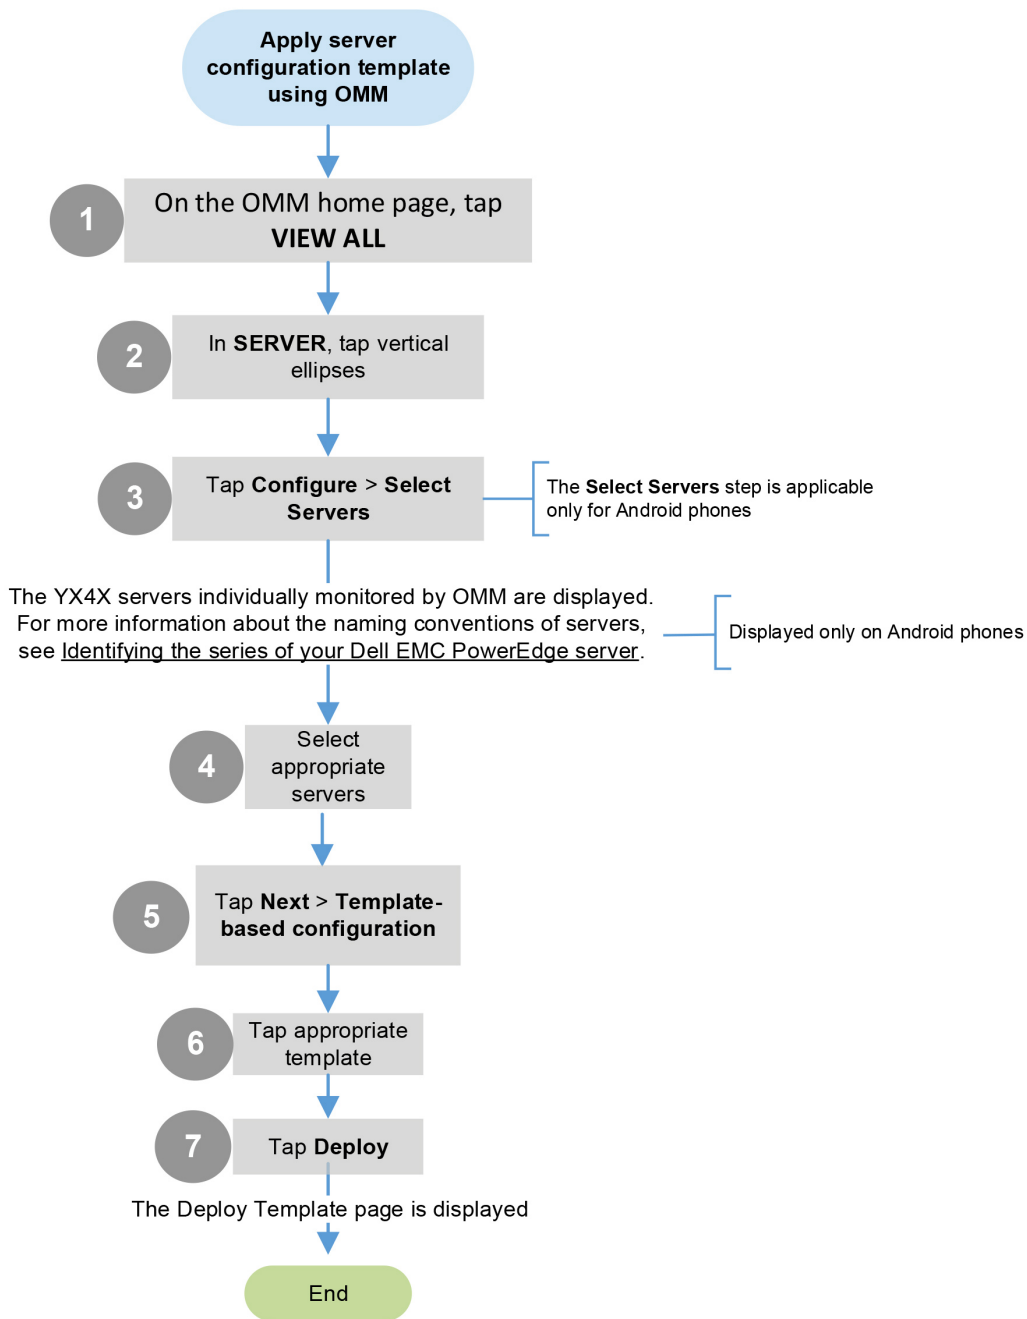 Apply server
configuration template
using OMM
1
On the OMM home page, tap
VIEW ALL
2
In SERVER, tap vertical
ellipses
3
Tap Configure > Select
Servers
The Select Servers step is applicable
only for Android phones
The YX4X servers individually monitored by OMM are displayed.
For more information about the naming conventions of servers,
see Identifying the series of your Dell EMC PowerEdge server.
Displayed only on Android phones
4
Select
appropriate
servers
5
Tap Next > Template-
based configuration
6
Tap appropriate
template
7
Tap Deploy
The Deploy Template page is displayed
End